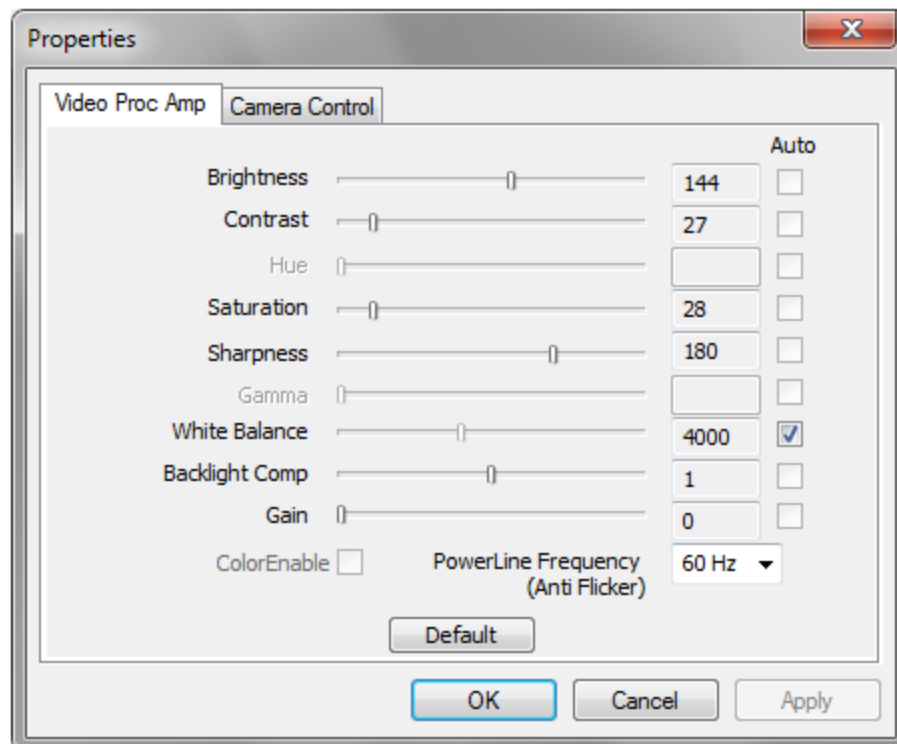 Properties
Video Proc Amp Camera Control
Auto
Brightness 144
Contrast 27
Hue
Saturation 28
Sharpness 180
Gamma
White Balance 4000
Backlight Comp 1
Gain 0
ColorEnable PowerLine Frequency 60 Hz
(Anti Flicker)
Default
OK Cancel Apply